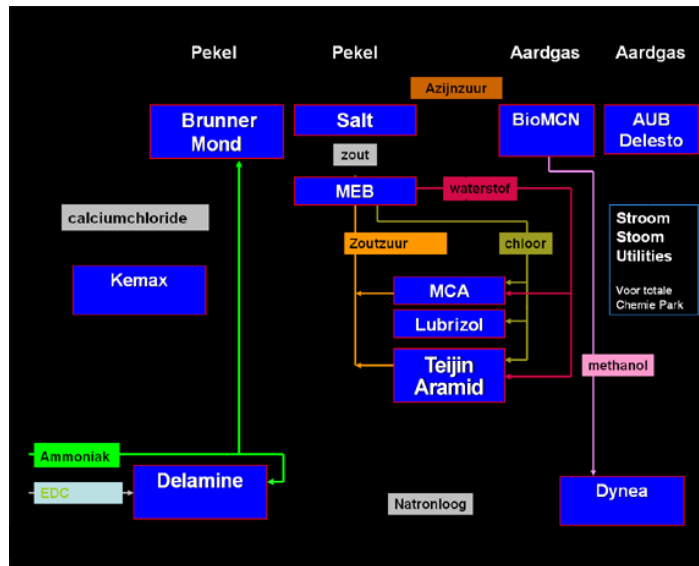 Pekel
Pekel
Aardgas
Aardgas
Azijnzuur
Brunner
Mond
Salt
BioMCN
AUB
Delesto
zout
MEB
waterstof
calciumchloride
Zoutzuur
chloor
Stroom
Stoom
Utilities
Voor totale
Chemie Park
Kemax
MCA
Lubrizol
Teijin
Aramid
methanol
Ammoniak
EDC
Delamine
Natronloog
Dynea